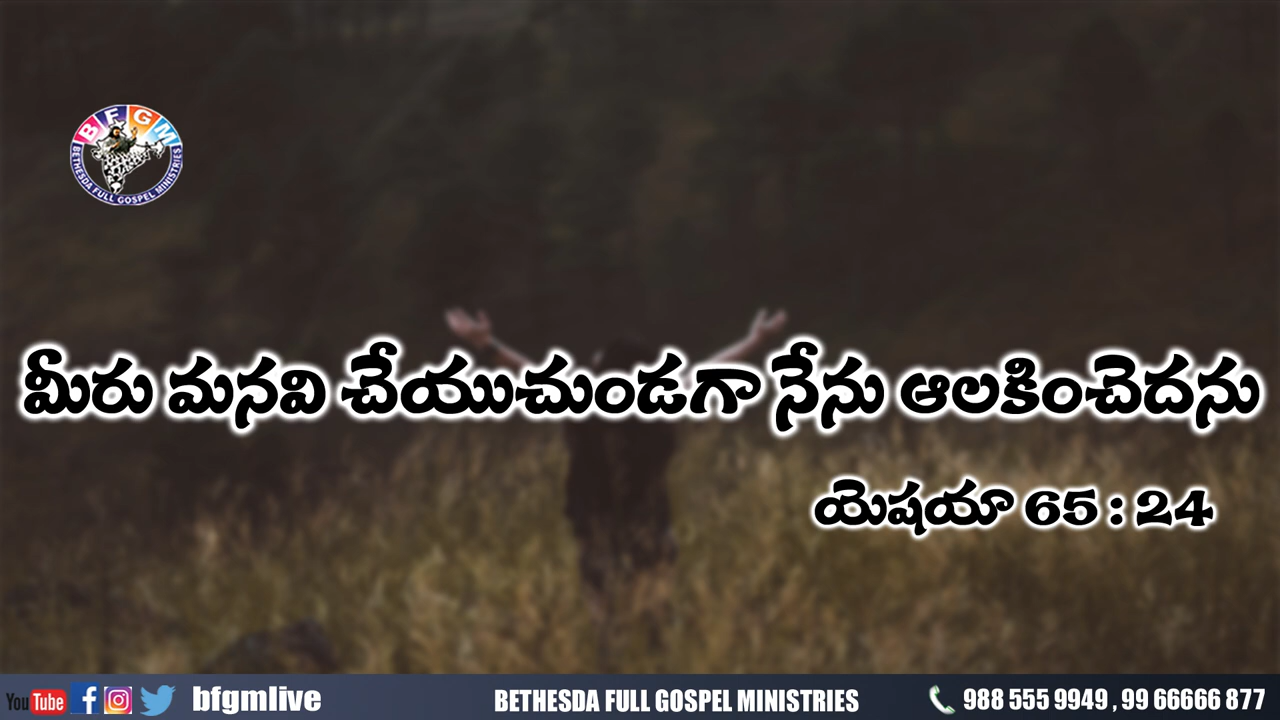 BFGM
BETHESDA FULL GOSPEL MINISTRIES
మీరు మనవి చేయుచుండగా నేను ఆలకించెదను
యెషయా 65 : 24
YouTube bfgmlive BETHESDA FULL GOSPEL MINISTRIES 988 555 9949 , 99 66666 877